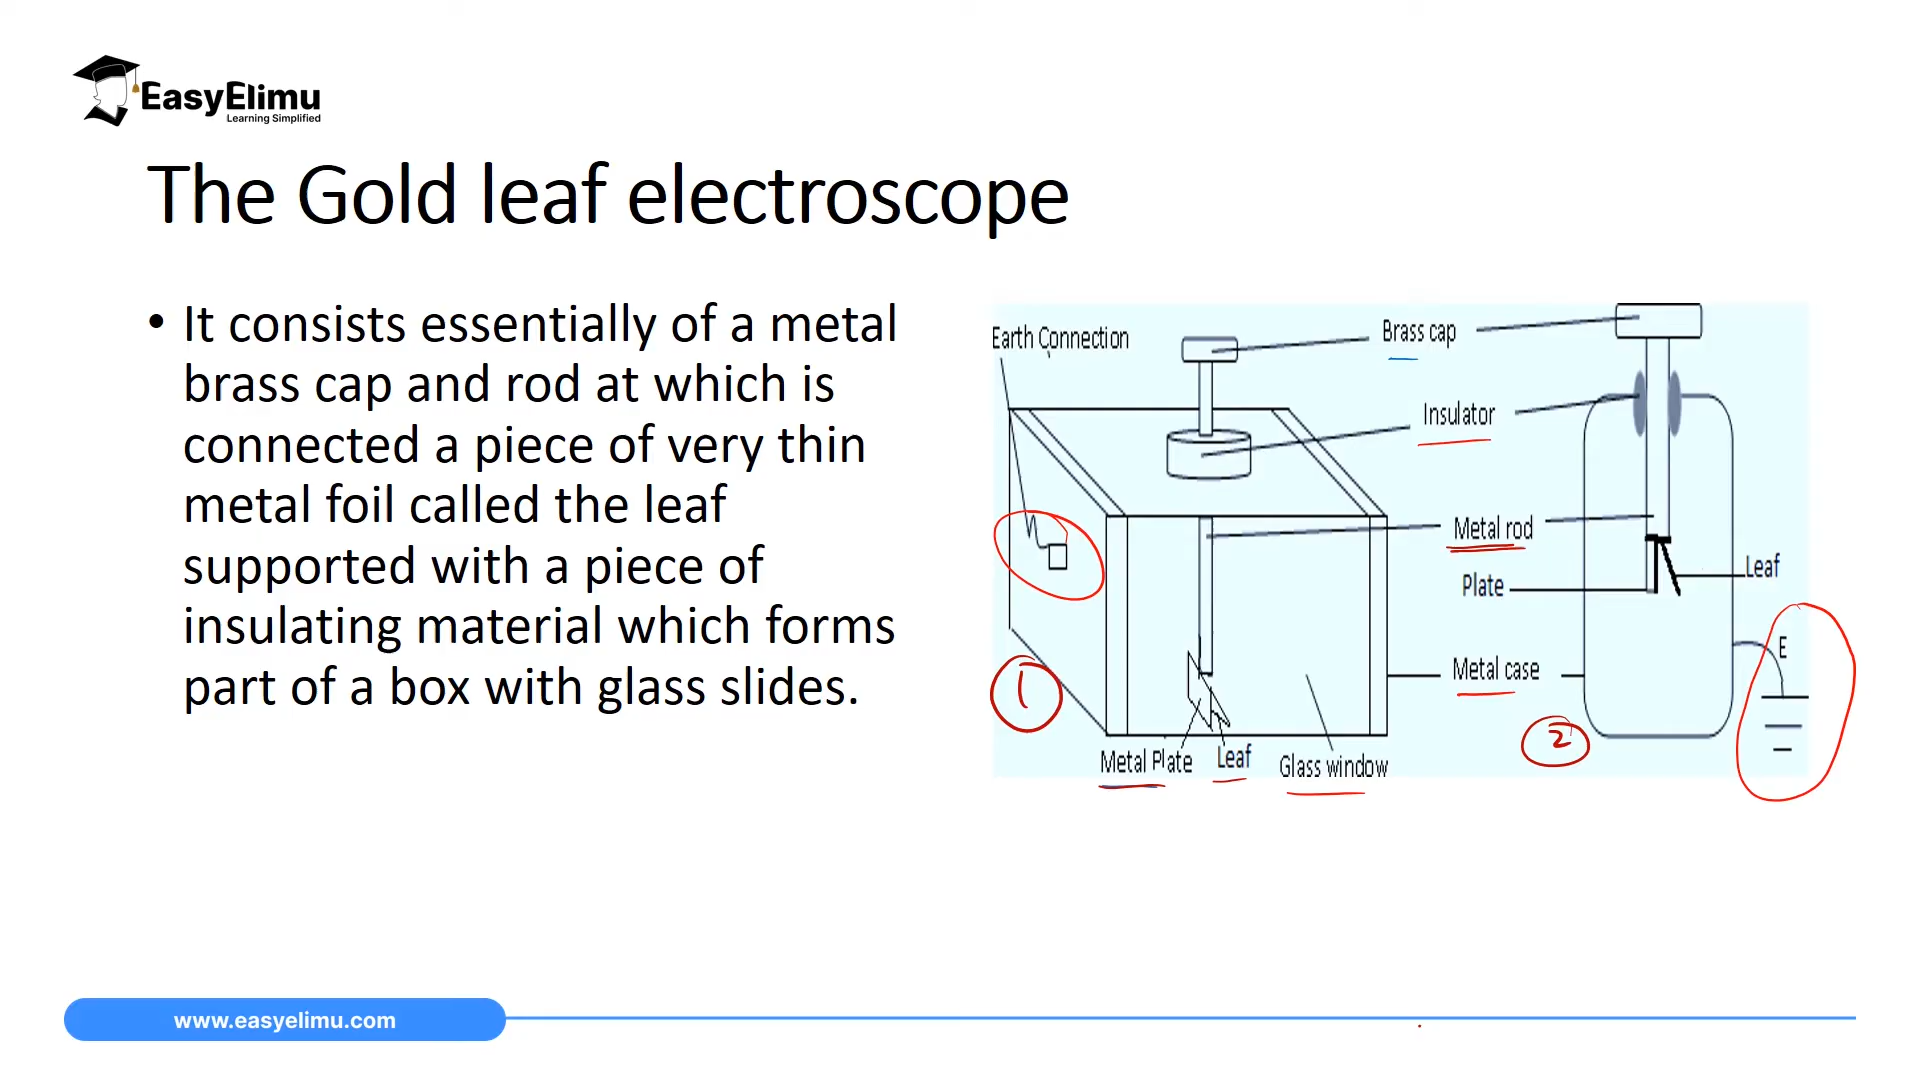 EasyElimu
Learning Simplified
The Gold leaf electroscope
• It consists essentially of a metal
brass cap and rod at which is
connected a piece of very thin
metal foil called the leaf
supported with a piece of
insulating material which forms
part of a box with glass slides.
Earth Connection
Brass cap
Insulator
Metal rod
Plate
Leaf
Metal case
E
1
2
Metal Plate
Leaf
Glass window
www.easyelimu.com